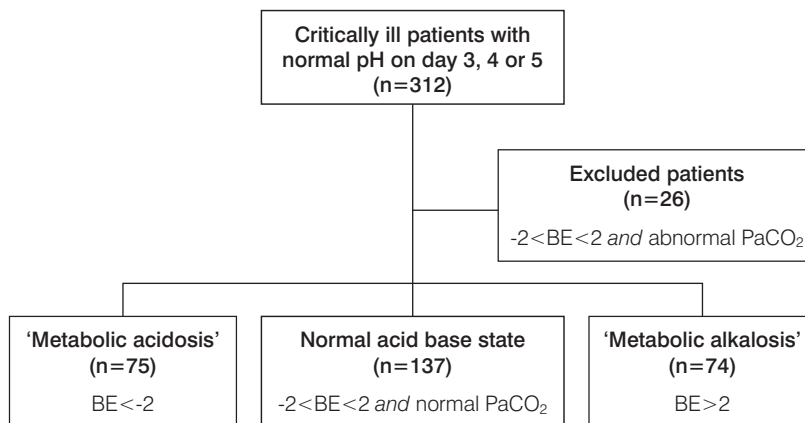 Critically ill patients with
normal pH on day 3, 4 or 5
(n=312)
Excluded patients
(n=26)
-2<BE<2 and abnormal PaCO2
'Metabolic acidosis'
(n=75)
BE<-2
Normal acid base state
(n=137)
-2<BE<2 and normal PaCO2
‘Metabolic alkalosis’
(n=74)
BE>2